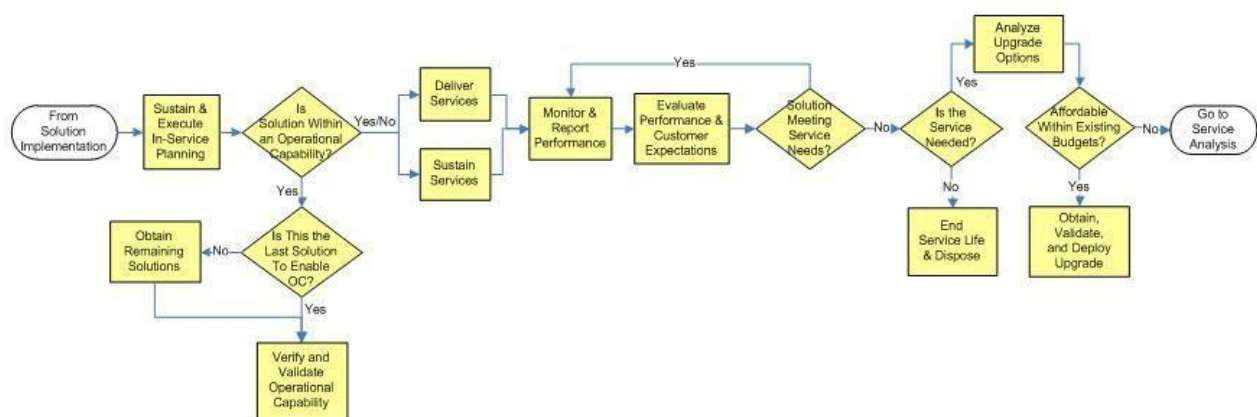 From
Solution
Implementation
Sustain &
Execute
In-Service
Planning
Is
Solution Within
an Operational
Capability?
Yes/No
Yes
Deliver
Services
Sustain
Services
Monitor &
Report
Performance
Evaluate
Performance &
Customer
Expectations
Yes
Solution
Meeting
Service
Needs?
No
Is the
Service
Needed?
Yes
Analyze
Upgrade
Options
Affordable
Within Existing
Budgets?
No
Go to
Service
Analysis
No
End
Service Life
& Dispose
Yes
Obtain,
Validate,
and Deploy
Upgrade
Is This the
Last Solution
To Enable
OC?
No
Obtain
Remaining
Solutions
Yes
Verify and
Validate
Operational
Capability